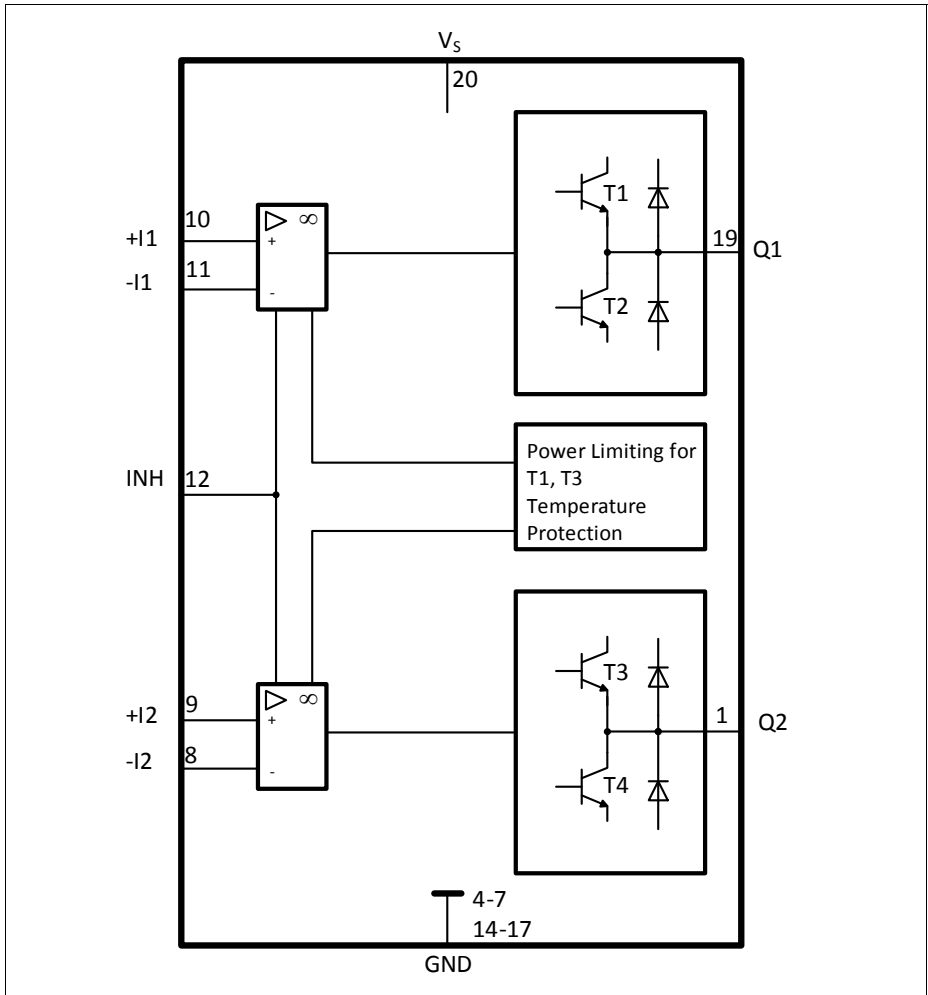 VS
20
T1
10
∞
+I1
+
19
Q1
11
-I1
-
T2
Power Limiting for
T1, T3
Temperature
Protection
INH
12
T3
∞
9
+I2
+
1
Q2
8
-I2
-
T4
4-7
14-17
GND